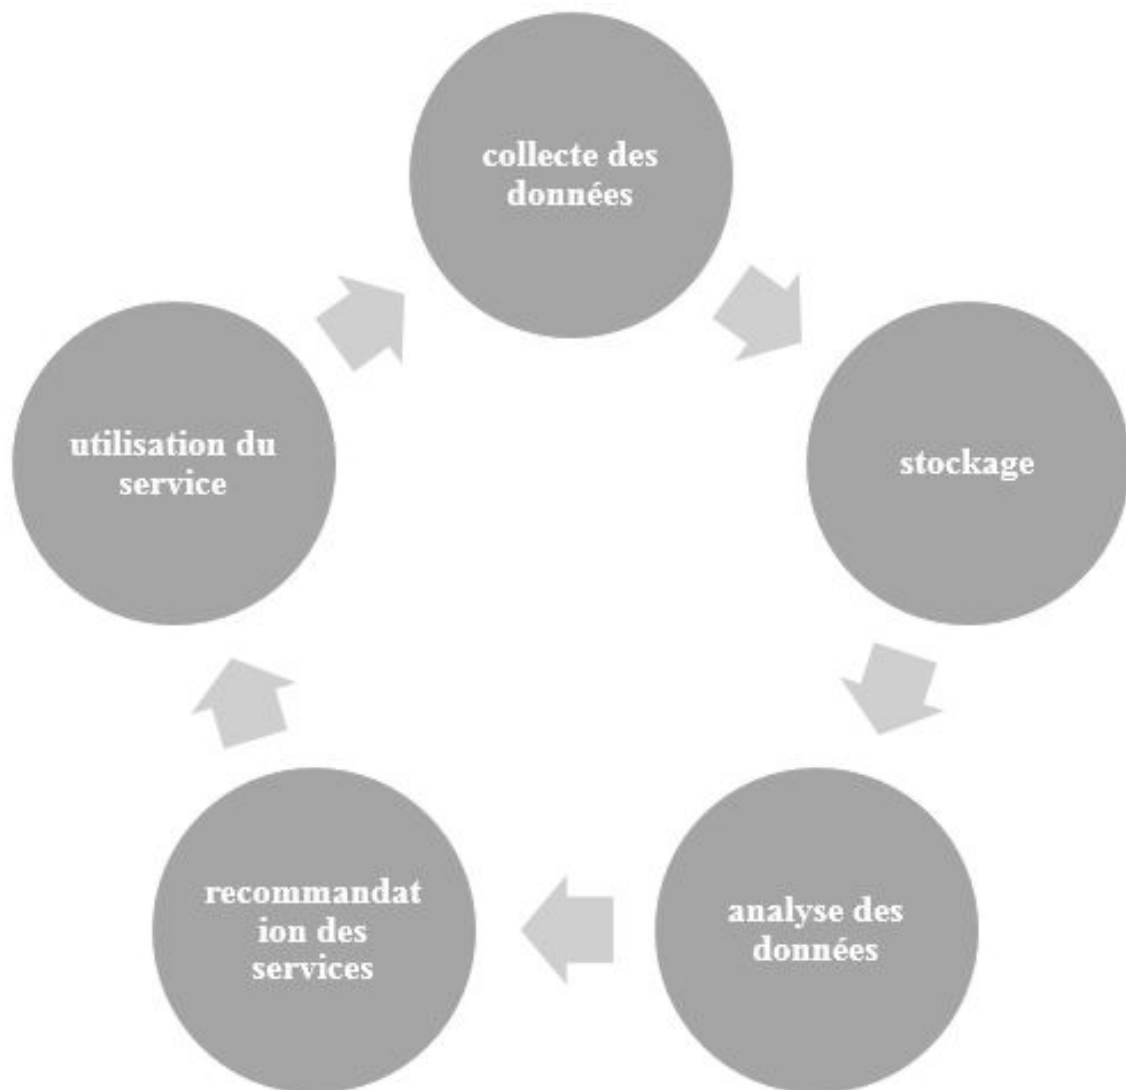 collecte des
données
stockage
analyse des
données
recommandat
ion des
services
utilisation du
service